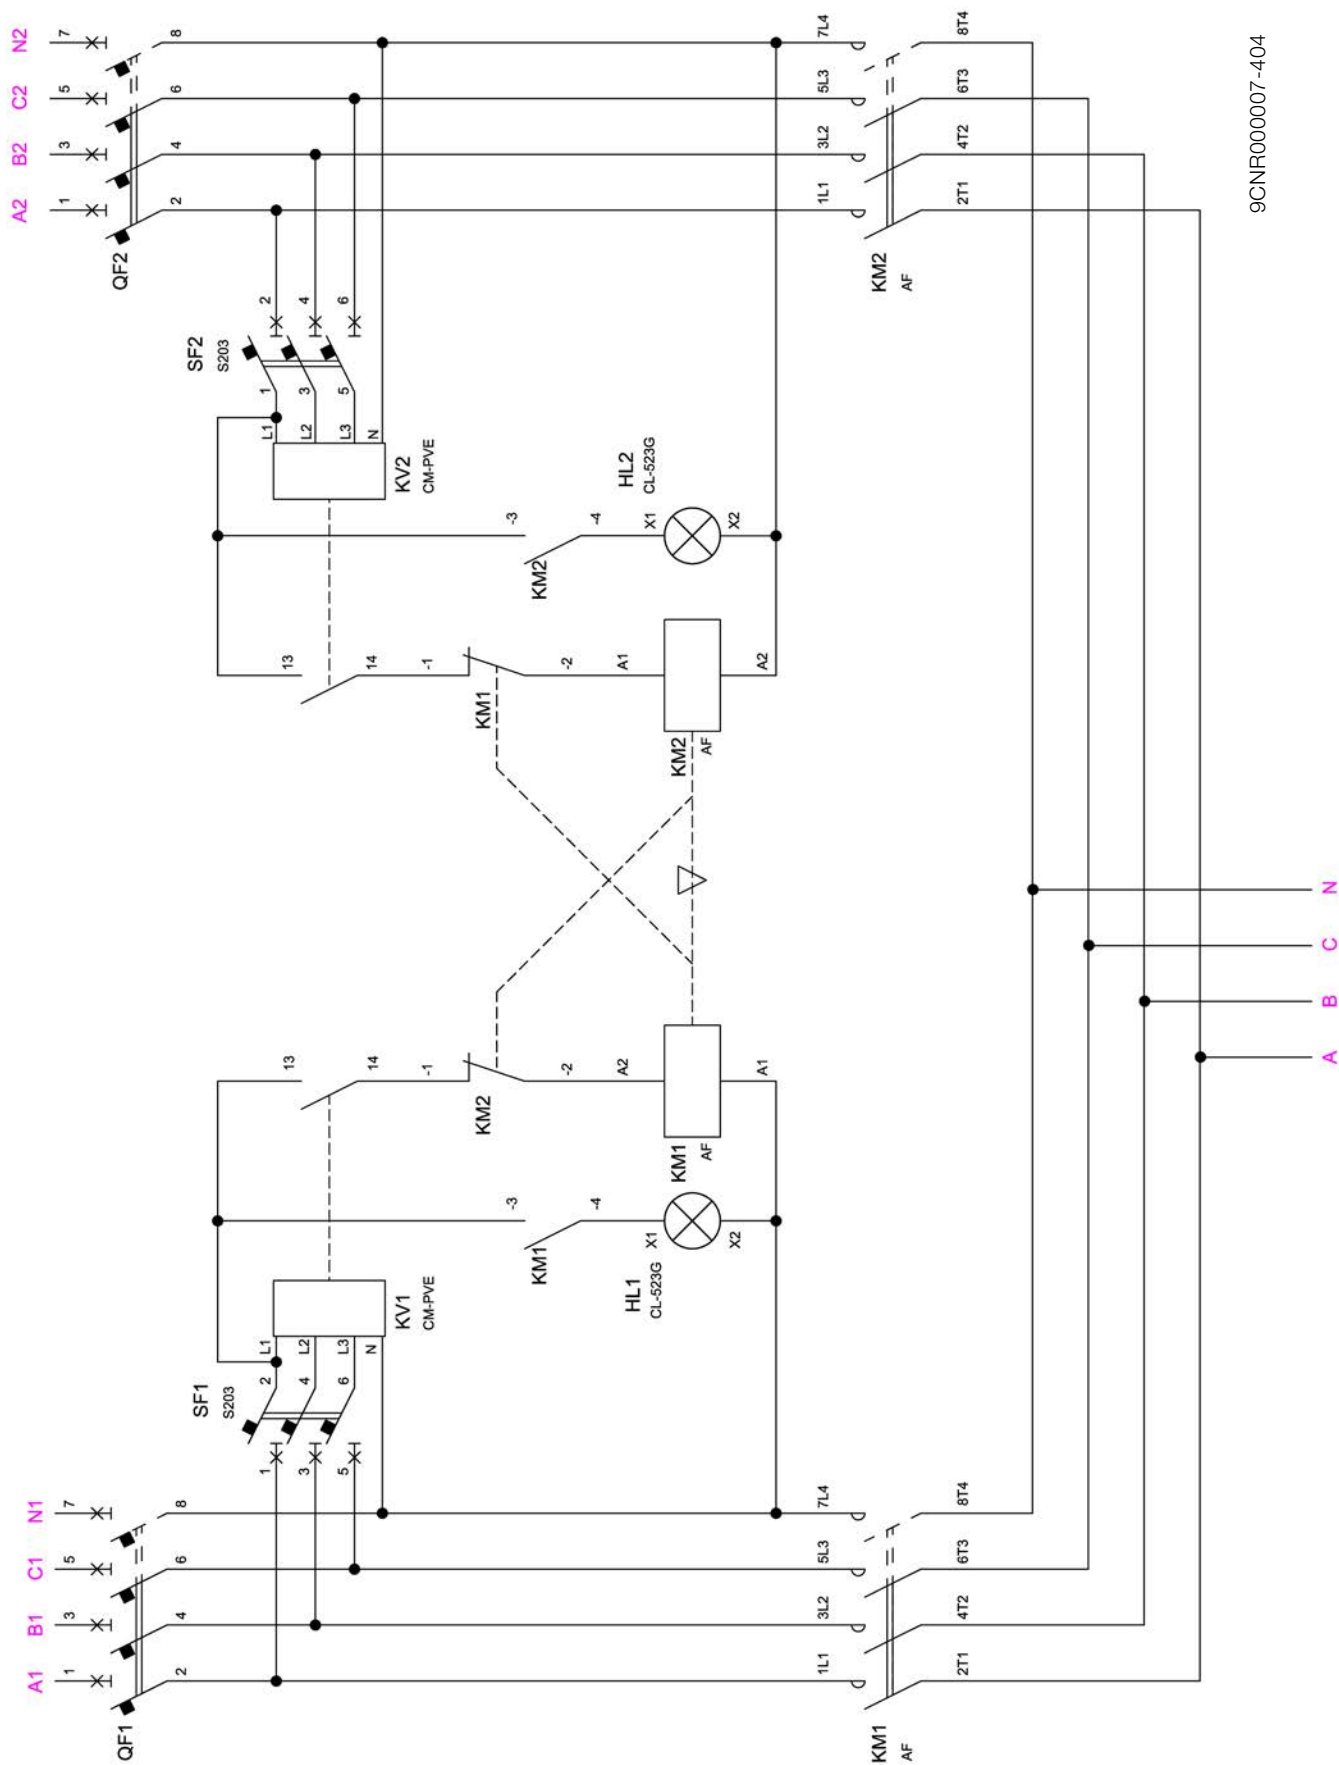 A1 B1 C1 N1 A2 B2 C2 N2
1 3 5 7 1 3 5 7
QF1 QF2
2 4 6 8 2 4 6 8
SF1 SF2
S203 S203
1 2 L1 13 13 L1 1 2
3 4 L2 L2 3 4
5 6 L3 L3 5 6
N 14 14 N
KV1 KV2
CM-PVE CM-PVE
-1 -1
KM2 KM1
-3 -3
KM1 KM2
-2 -2
-4 -4
HL1 HL2
CL-523G CL-523G
X1 A2 A1 X1
KM1 KM2
AF AF
X2 A1 A2 X2
1L1 3L2 5L3 7L4 1L1 3L2 5L3 7L4
KM1 KM2
AF AF
2T1 4T2 6T3 8T4 2T1 4T2 6T3 8T4
9CNR000007-404
A B C N